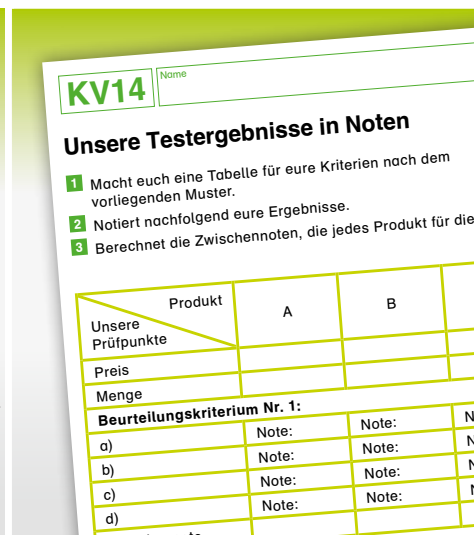 KV14
Name
Unsere Testergebnisse in Noten
1 Macht euch eine Tabelle für eure Kriterien nach dem
vorliegenden Muster.
2 Notiert nachfolgend eure Ergebnisse.
3 Berechnet die Zwischennoten, die jedes Produkt für die
Produkt
Unsere
Prüfpunkte
A
B
Preis
Menge
Beurteilungskriterium Nr. 1:
a) Note: Note:
b) Note: Note:
c) Note: Note:
d) Note: Note: